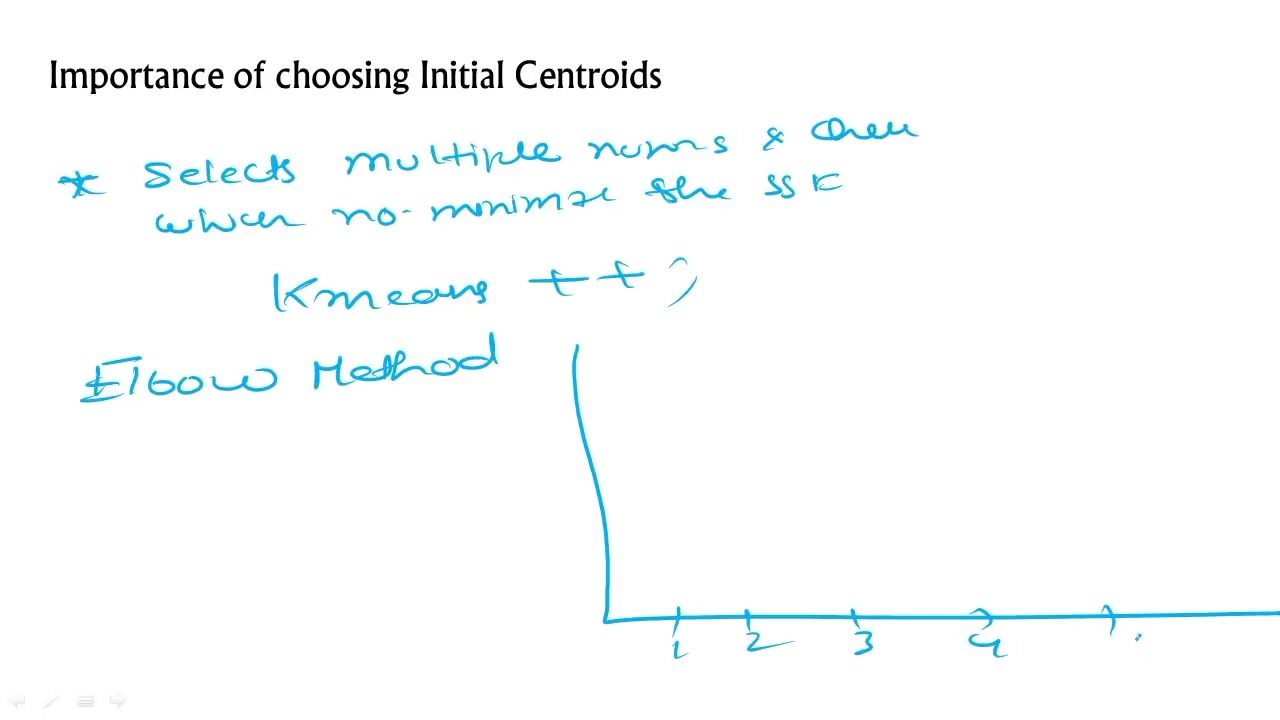 Importance of choosing Initial Centroids
* Selects multiple nums & then
which no. minimize the SSE
Kmeans ++ ;
Elbow Method
1 2 3 4